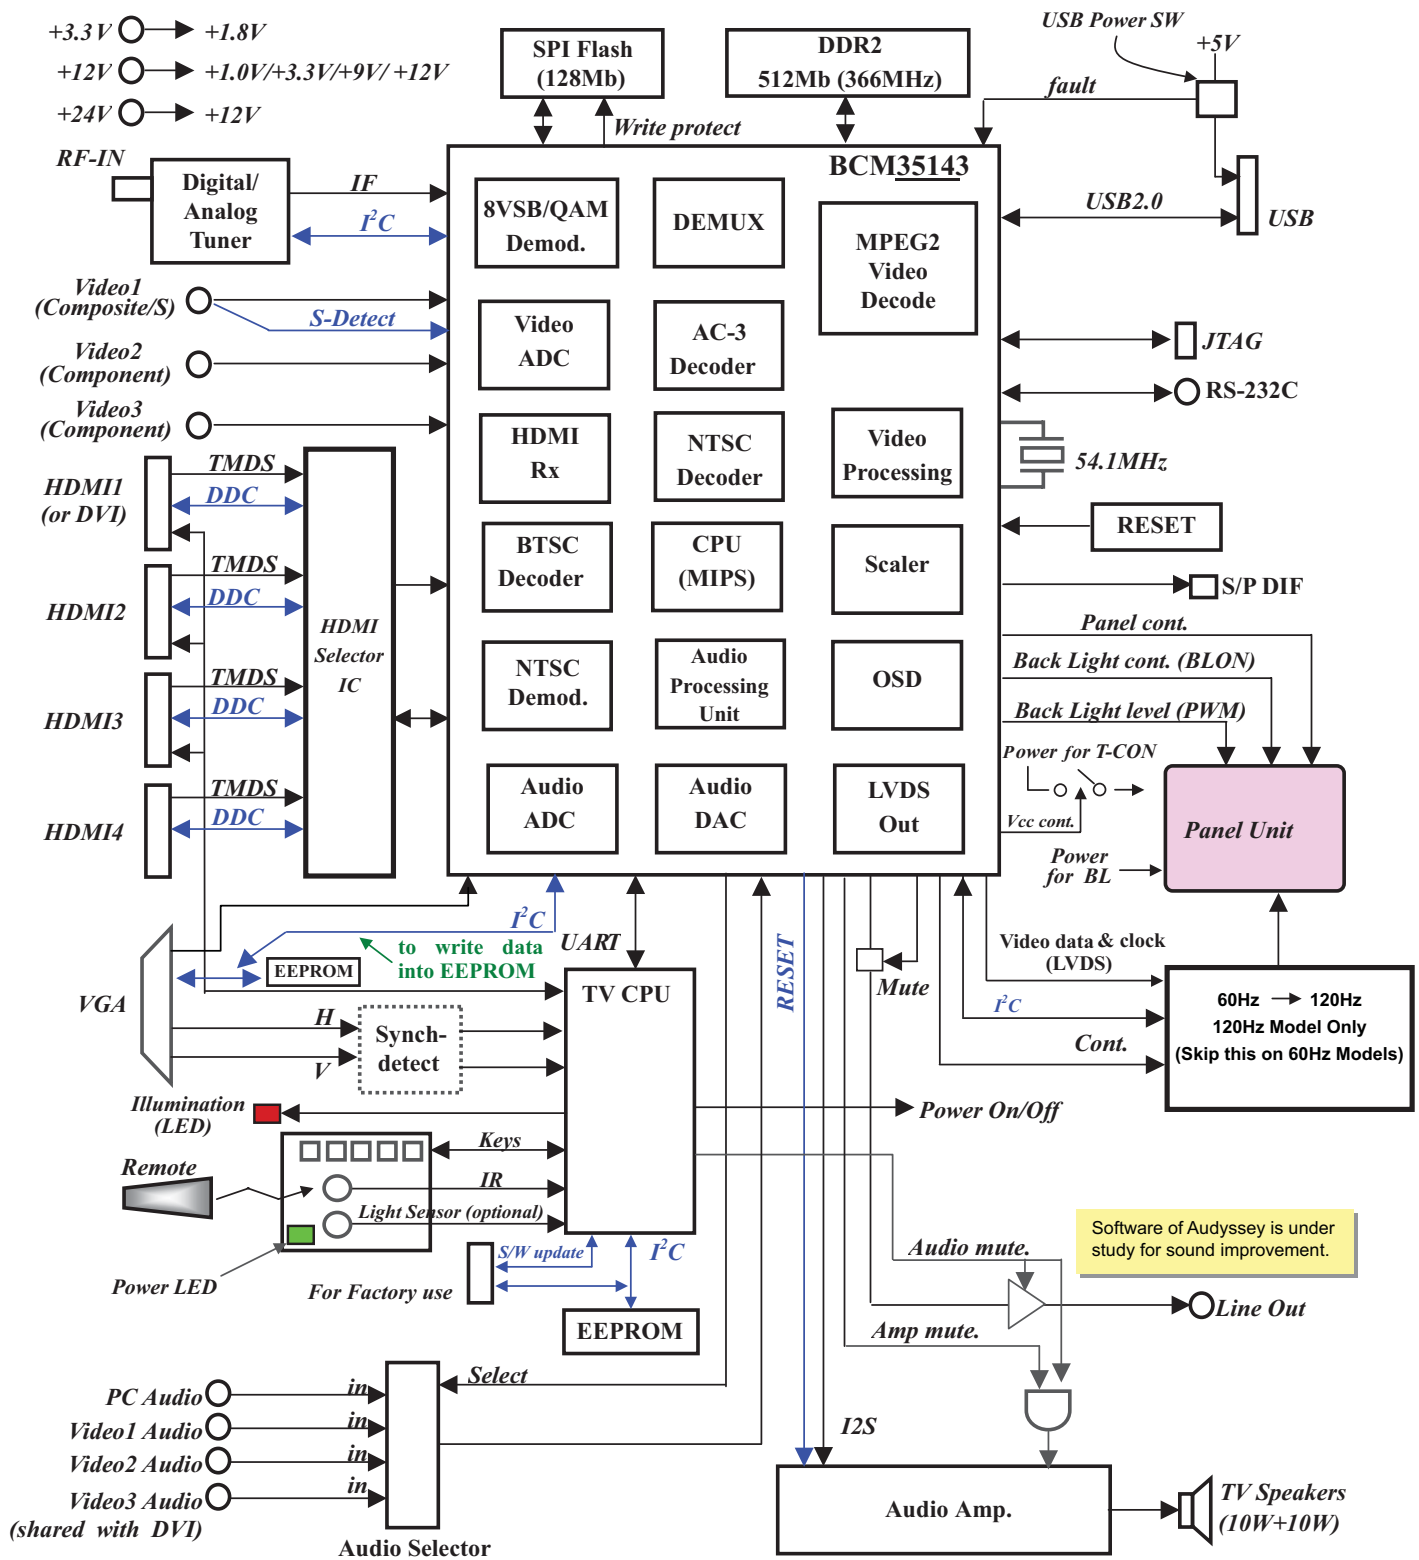 +3.3V
+1.8V
+12V
+1.0V/+3.3V/+9V/ +12V
+24V
+12V
SPI Flash
(128Mb)
DDR2
512Mb (366MHz)
USB Power SW
+5V
fault
Write protect
RF-IN
Digital/
Analog
Tuner
IF
I²C
BCM35143
8VSB/QAM
Demod.
DEMUX
MPEG2
Video
Decode
USB2.0
USB
Video1
(Composite/S)
S-Detect
Video2
(Component)
Video3
(Component)
Video
ADC
AC-3
Decoder
JTAG
RS-232C
HDMI
Rx
NTSC
Decoder
Video
Processing
54.1MHz
HDMI1
(or DVI)
TMDS
DDC
HDMI2
TMDS
DDC
HDMI3
TMDS
DDC
HDMI4
TMDS
DDC
HDMI
Selector
IC
BTSC
Decoder
CPU
(MIPS)
Scaler
RESET
S/P DIF
NTSC
Demod.
Audio
Processing
Unit
OSD
Panel cont.
Back Light cont. (BLON)
Back Light level (PWM)
Power for T-CON
Vcc cont.
Panel Unit
Power
for BL
Audio
ADC
Audio
DAC
LVDS
Out
I²C
to write data
into EEPROM
EEPROM
UART
VGA
H
V
Synch-
detect
TV CPU
RESET
Mute
Video data & clock
(LVDS)
I²C
Cont.
60Hz
120Hz
120Hz Model Only
(Skip this on 60Hz Models)
Illumination
(LED)
Power On/Off
Keys
Remote
IR
Light Sensor (optional)
Power LED
S/W update
I²C
For Factory use
EEPROM
Software of Audyssey is under
study for sound improvement.
Audio mute.
Line Out
Amp mute.
Select
PC Audio
in
Video1 Audio
in
Video2 Audio
in
Video3 Audio
(shared with DVI)
in
Audio Selector
I2S
Audio Amp.
TV Speakers
(10W+10W)